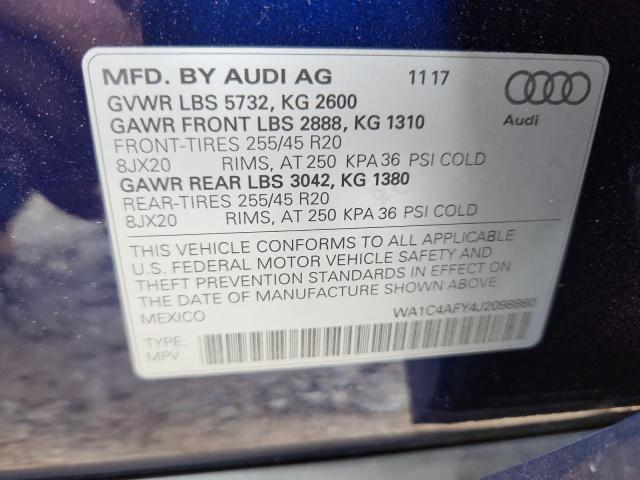 MFD. BY AUDI AG 11 17
GVWR LBS 5732, KG 2600
GAWR FRONT LBS 2888, KG 1310
FRONT-TIRES 255/45 R20
8JX20 RIMS, AT 250 KPA 36 PSI COLD
GAWR REAR LBS 3042, KG 1380
REAR-TIRES 255/45 R20
8JX20 RIMS, AT 250 KPA 36 PSI COLD
Audi
THIS VEHICLE CONFORMS TO ALL APPLICABLE
U.S. FEDERAL MOTOR VEHICLE SAFETY AND
THEFT PREVENTION STANDARDS IN EFFECT ON
THE DATE OF MANUFACTURE SHOWN ABOVE.
MEXICO WA1C4AFY4J2098860
TYPE:
MPV